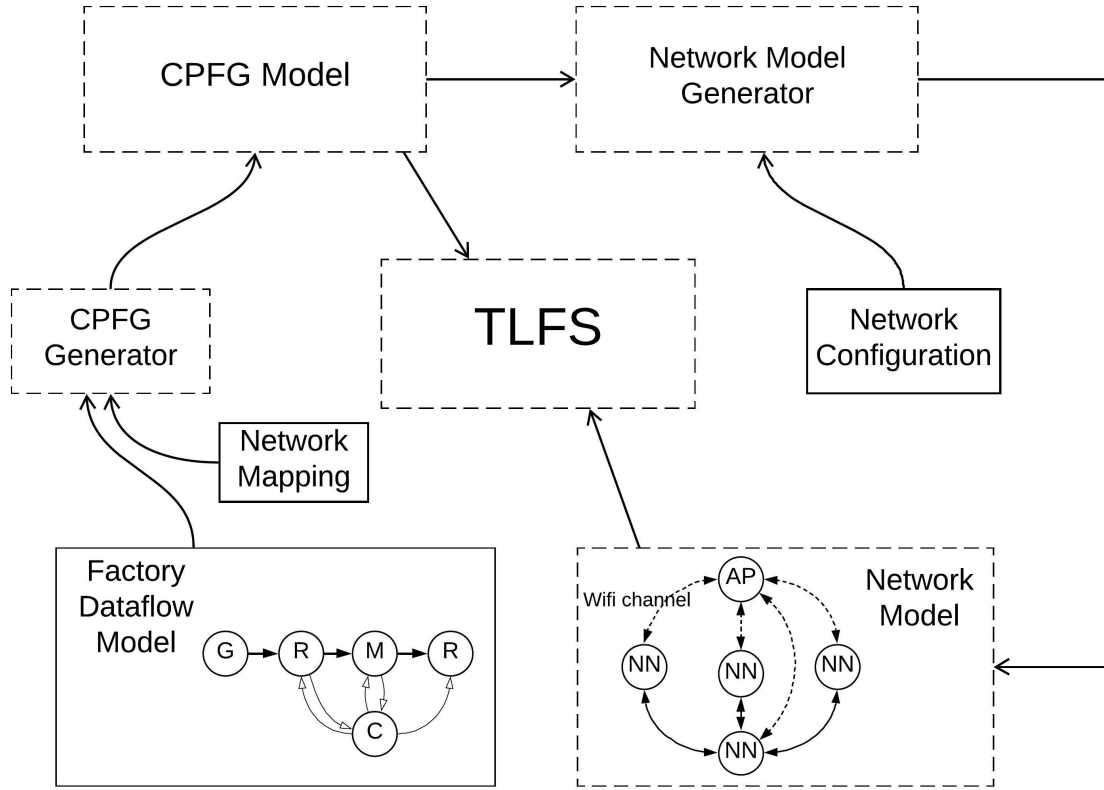 CPFG Model
Network Model
Generator
TLFS
CPFG
Generator
Network
Configuration
Network
Mapping
Factory
Dataflow
Model
G
R
M
R
C
AP
Wifi channel
Network
Model
NN
NN
NN
NN